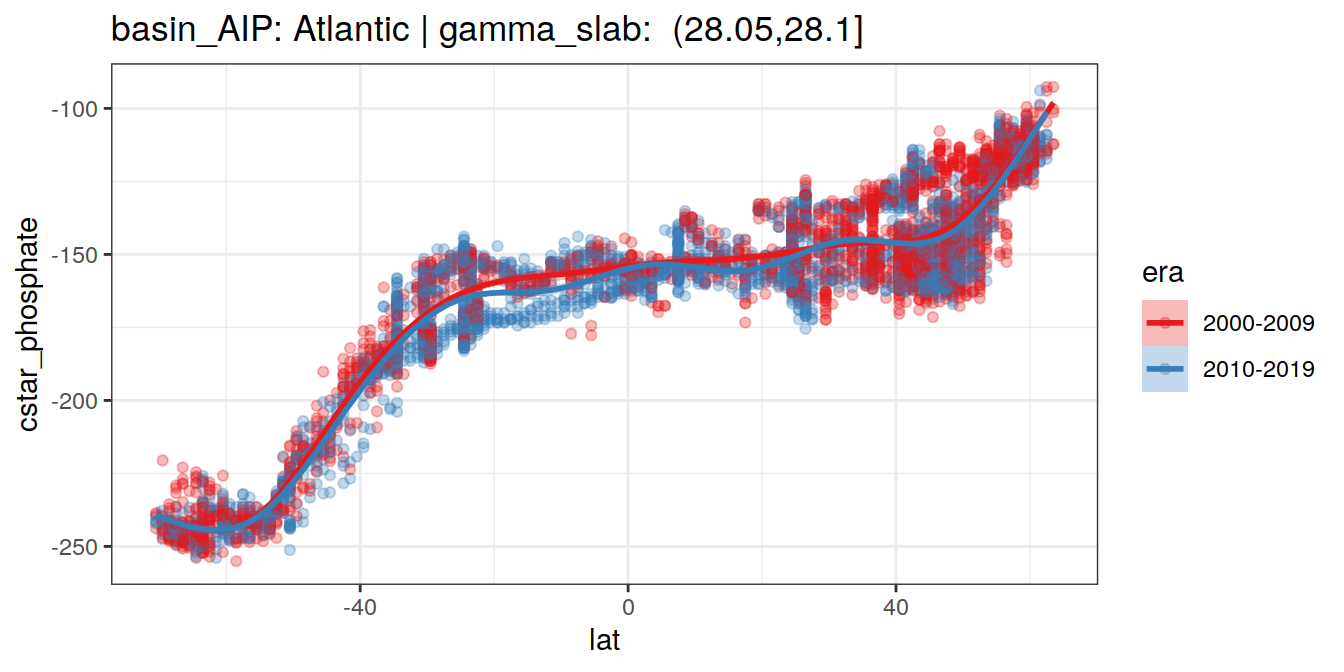 basin_AIP: Atlantic | gamma_slab:  (28.05,28.1]
-100
-150
-200
-250
cstar_phosphate
-40
0
40
lat
era
2000-2009
2010-2019